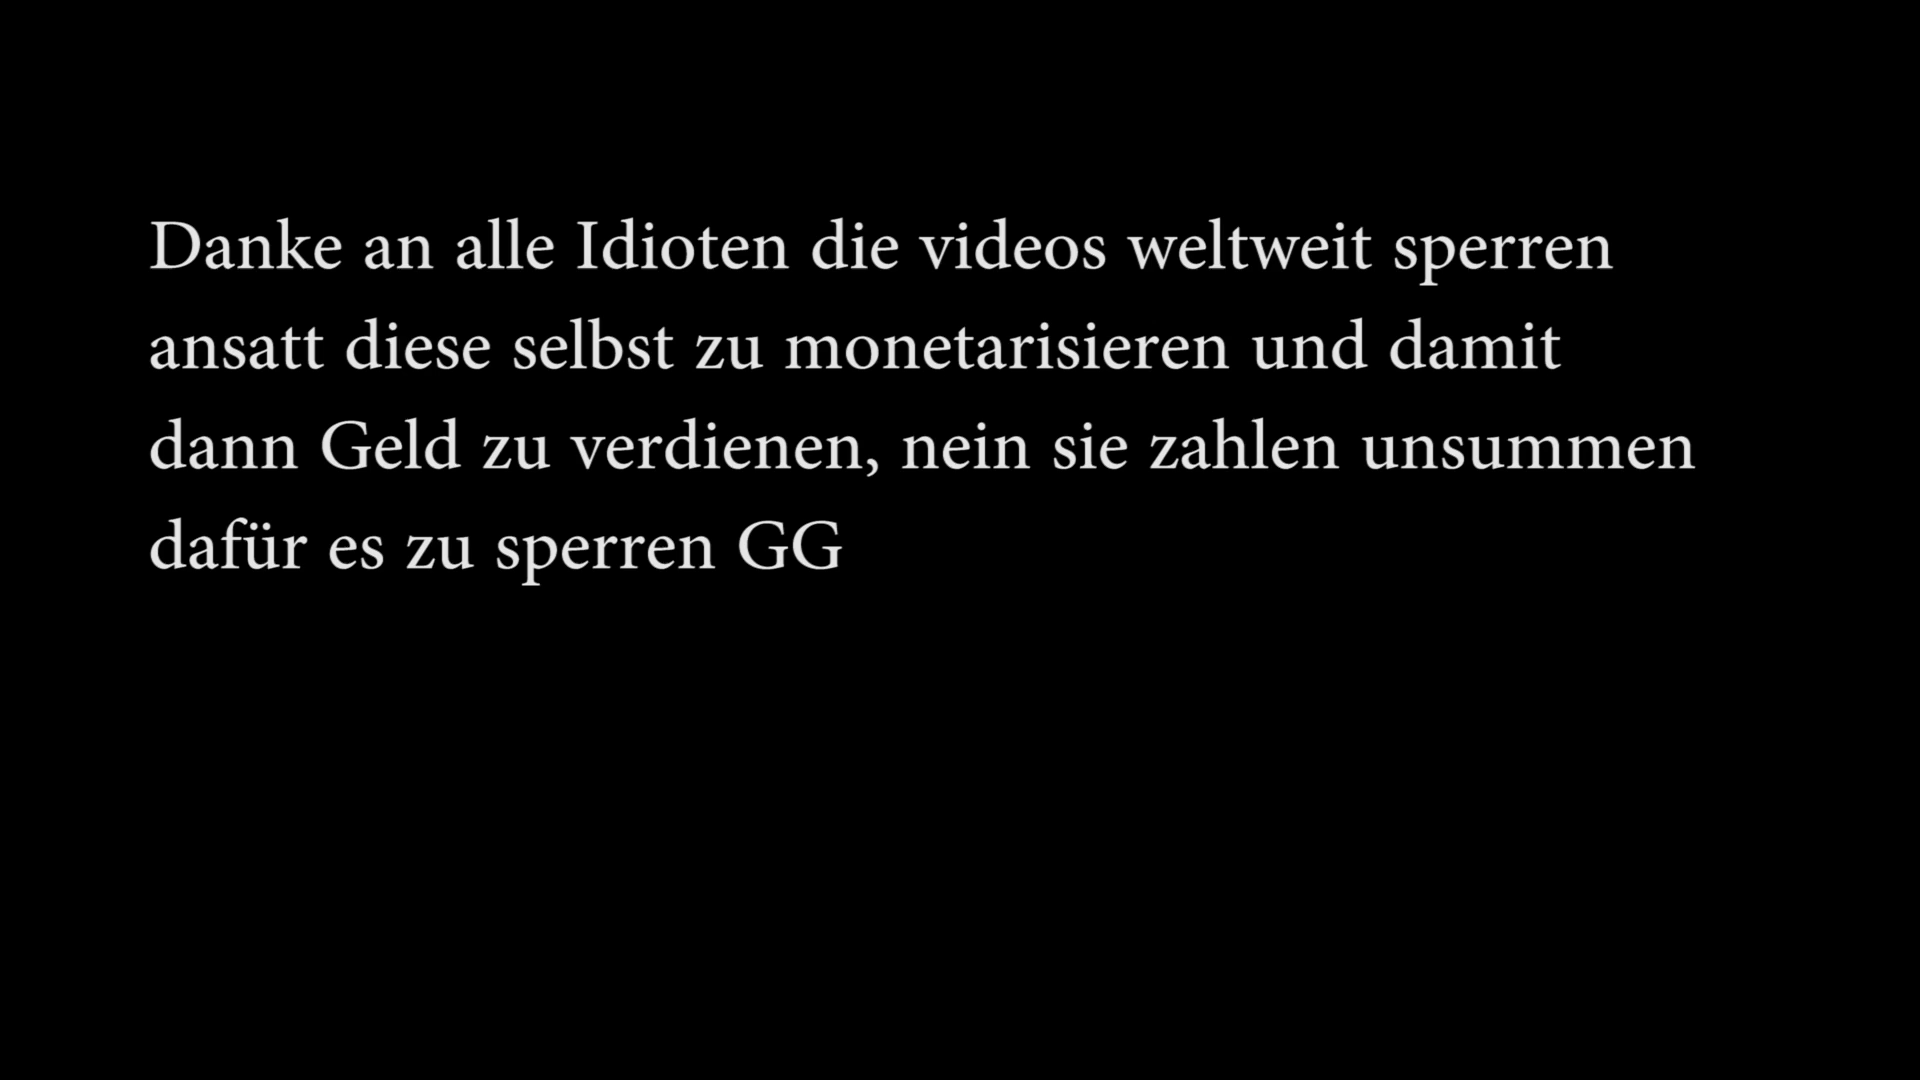 Danke an alle Idioten die videos weltweit sperren
ansatt diese selbst zu monetarisieren und damit
dann Geld zu verdienen, nein sie zahlen unsummen
dafür es zu sperren GG